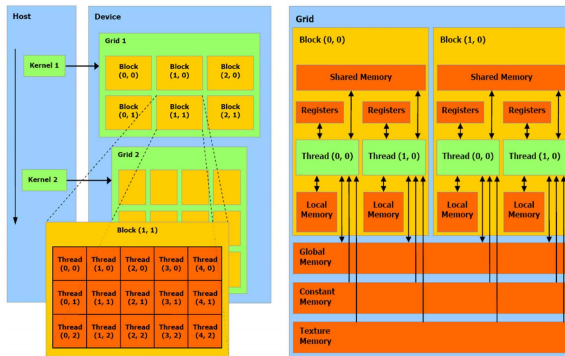 Host
Device
Grid 1
Kernel 1
Block
(0, 0)
Block
(1, 0)
Block
(2, 0)
Block
(0, 1)
Block
(1, 1)
Block
(2, 1)
Grid 2
Kernel 2
Block (1, 1)
Thread
(0, 0)
Thread
(1, 0)
Thread
(2, 0)
Thread
(3, 0)
Thread
(4, 0)
Thread
(0, 1)
Thread
(1, 1)
Thread
(2, 1)
Thread
(3, 1)
Thread
(4, 1)
Thread
(0, 2)
Thread
(1, 2)
Thread
(2, 2)
Thread
(3, 2)
Thread
(4, 2)
Grid
Block (0, 0)
Shared Memory
Registers
Registers
Thread (0, 0)
Thread (1, 0)
Local
Memory
Local
Memory
Block (1, 0)
Shared Memory
Registers
Registers
Thread (0, 0)
Thread (1, 0)
Local
Memory
Local
Memory
Global
Memory
Constant
Memory
Texture
Memory